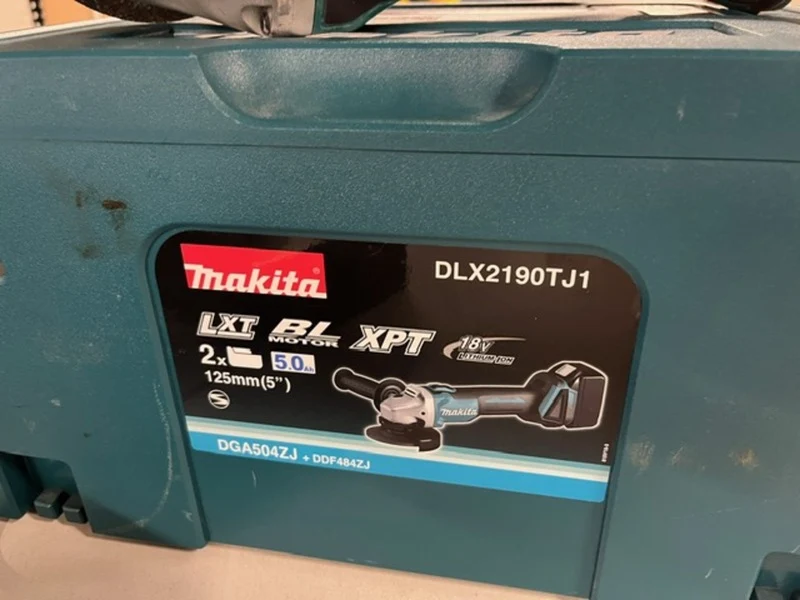 makita
DLX2190TJ1
LXT BL MOTOR XPT 18V LITHIUM ION
2x 5.0Ah
125mm(5")
makita
DGA504ZJ + DDF484ZJ